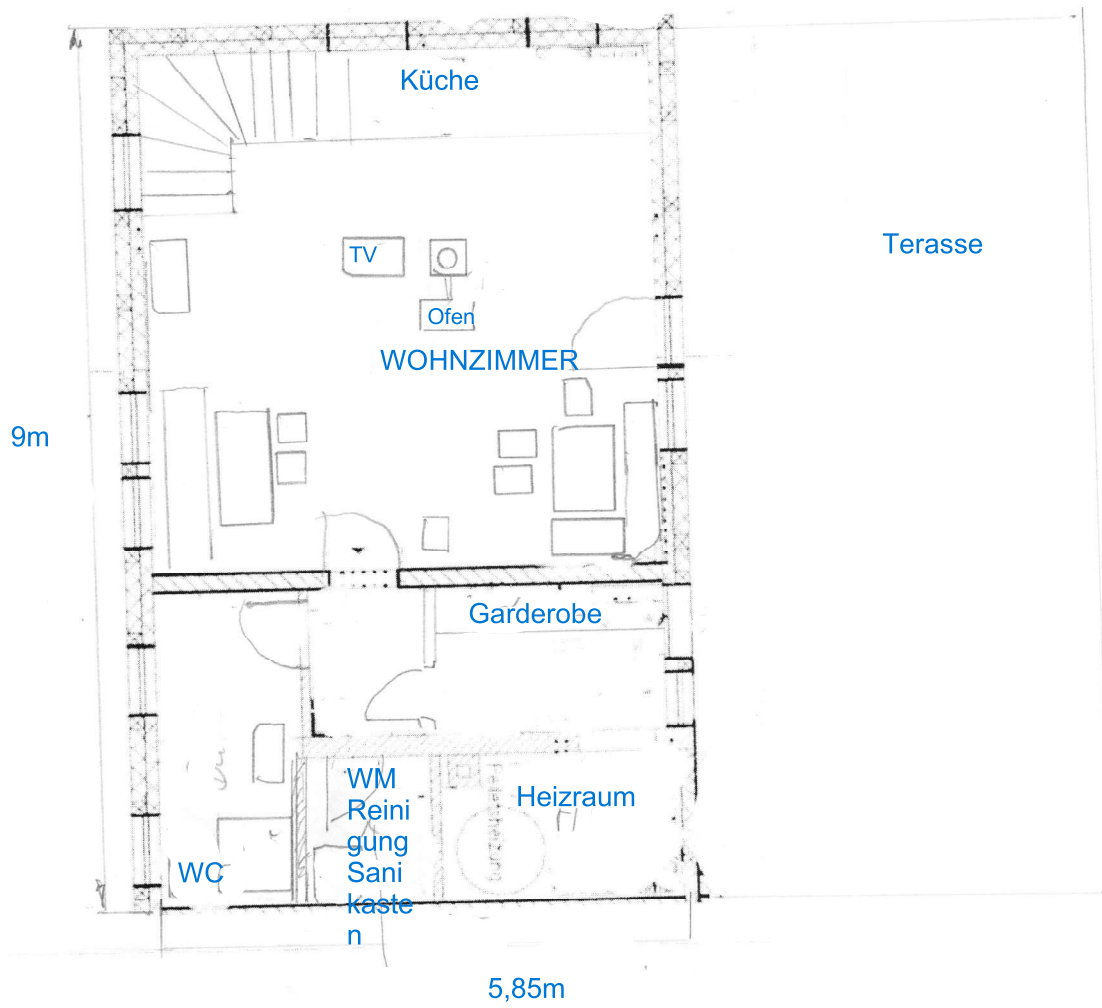 Küche
Terasse
TV
Ofen
WOHNZIMMER
9m
Garderobe
WM
Reini
gung
Sani
kaste
n
Heizraum
WC
5,85m